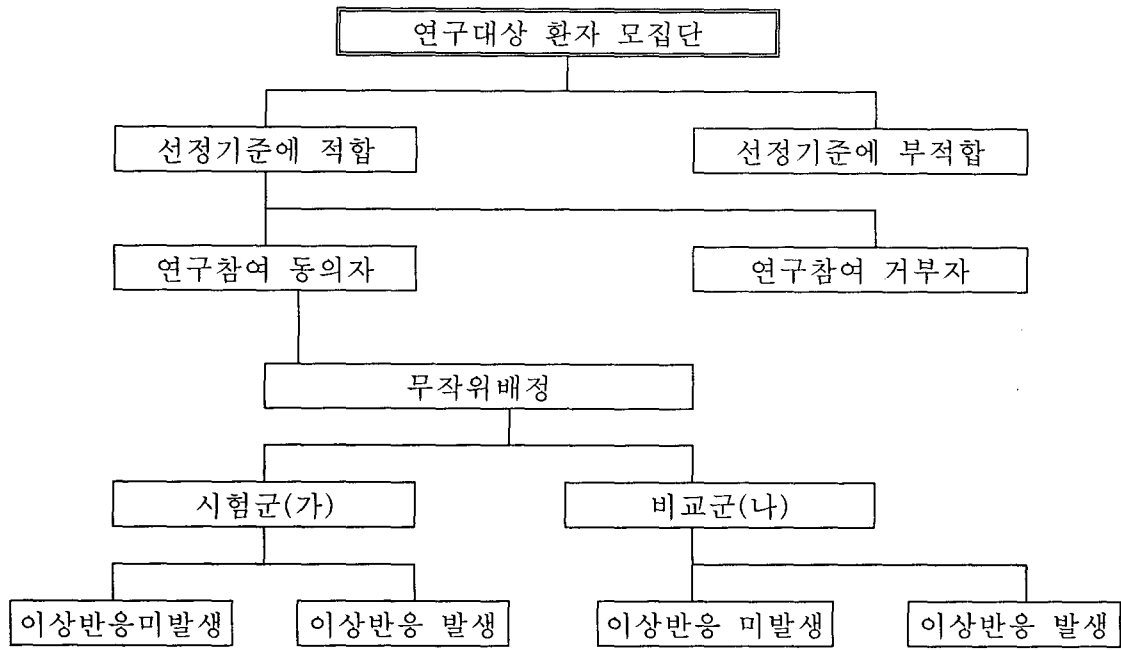 연구대상 환자 모집단
선정기준에 적합
선정기준에 부적합
연구참여 동의자
연구참여 거부자
무작위배정
시험군(가)
비교군(나)
이상반응미발생
이상반응 발생
이상반응 미발생
이상반응 발생